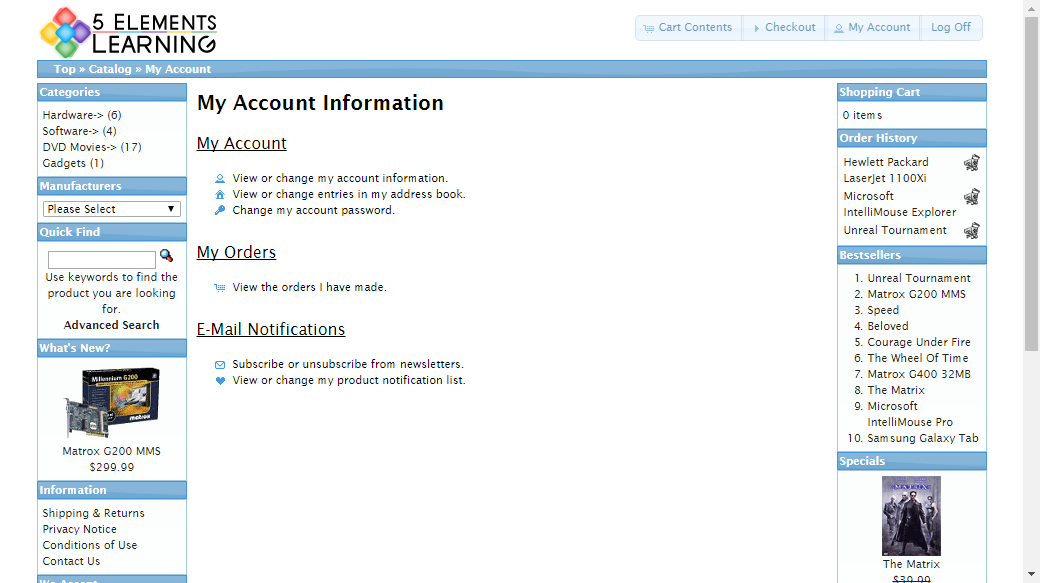 5 ELEMENTS
LEARNING
Cart Contents
Checkout
My Account
Log Off
Top » Catalog » My Account
Categories
Hardware-> (6)
Software-> (4)
DVD Movies-> (17)
Gadgets (1)
Manufacturers
Please Select
Quick Find
Use keywords to find the
product you are looking
for.
Advanced Search
What's New?
Millennium G200
matrox
Matrox G200 MMS
$299.99
Information
Shipping & Returns
Privacy Notice
Conditions of Use
Contact Us
We Accept
My Account Information
My Account
View or change my account information.
View or change entries in my address book.
Change my account password.
My Orders
View the orders I have made.
E-Mail Notifications
Subscribe or unsubscribe from newsletters.
View or change my product notification list.
Shopping Cart
0 items
Order History
Hewlett Packard
LaserJet 1100Xi
Microsoft
IntelliMouse Explorer
Unreal Tournament
Bestsellers
1. Unreal Tournament
2. Matrox G200 MMS
3. Speed
4. Beloved
5. Courage Under Fire
6. The Wheel Of Time
7. Matrox G400 32MB
8. The Matrix
9. Microsoft
IntelliMouse Pro
10. Samsung Galaxy Tab
Specials
MATRIX
The Matrix
$39.99